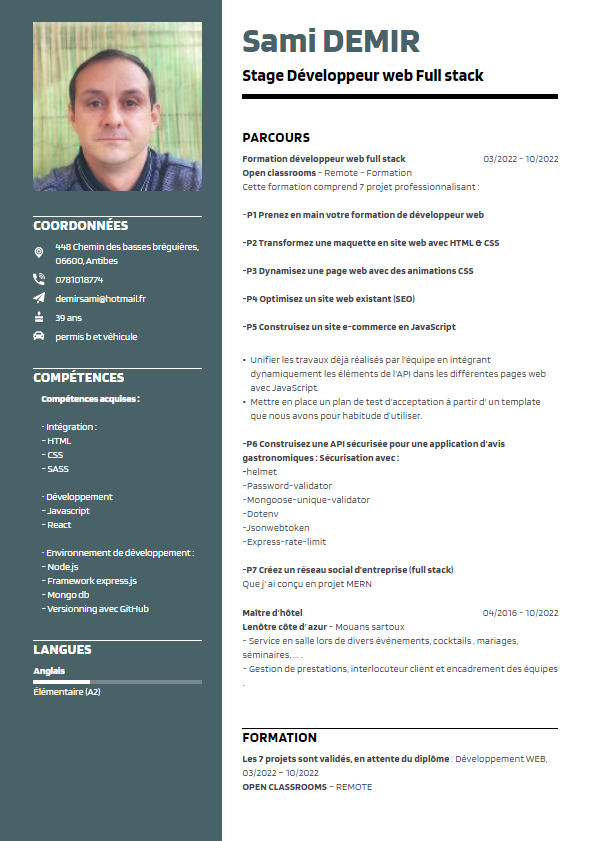 Sami DEMIR
Stage Développeur web Full stack
COORDONNÉES
448 Chemin des basses bréguières,
06600, Antibes
0781018774
demirsami@hotmail.fr
39 ans
permis b et véhicule
COMPÉTENCES
Compétences acquises :
· Intégration :
- HTML
- CSS
- SASS
· Développement
- Javascript
- React
· Environnement de développement :
- Node.js
- Framework express.js
- Mongo db
- Versionning avec GitHub
LANGUES
Anglais
Élémentaire (A2)
PARCOURS
Formation développeur web full stack 03/2022 - 10/2022
Open classrooms - Remote - Formation
Cette formation comprend 7 projet professionnalisant :
-P1 Prenez en main votre formation de développeur web
-P2 Transformez une maquette en site web avec HTML & CSS
-P3 Dynamisez une page web avec des animations CSS
-P4 Optimisez un site web existant (SEO)
-P5 Construisez un site e-commerce en JavaScript
• Unifier les travaux déjà réalisés par l'équipe en intégrant
dynamiquement les éléments de l'API dans les différentes pages web
avec JavaScript.
• Mettre en place un plan de test d'acceptation à partir d' un template
que nous avons pour habitude d'utiliser.
-P6 Construisez une API sécurisée pour une application d'avis
gastronomiques : Sécurisation avec :
-helmet
-Password-validator
-Mongoose-unique-validator
-Dotenv
-Jsonwebtoken
-Express-rate-limit
-P7 Créez un réseau social d'entreprise (full stack)
Que j' ai conçu en projet MERN
Maître d'hôtel 04/2016 - 10/2022
Lenôtre côte d' azur - Mouans sartoux
- Service en salle lors de divers événements, cocktails , mariages,
séminaires, ... .
- Gestion de prestations, interlocuteur client et encadrement des équipes
.
FORMATION
Les 7 projets sont validés, en attente du diplôme : Développement WEB,
03/2022 – 10/2022
OPEN CLASSROOMS – REMOTE